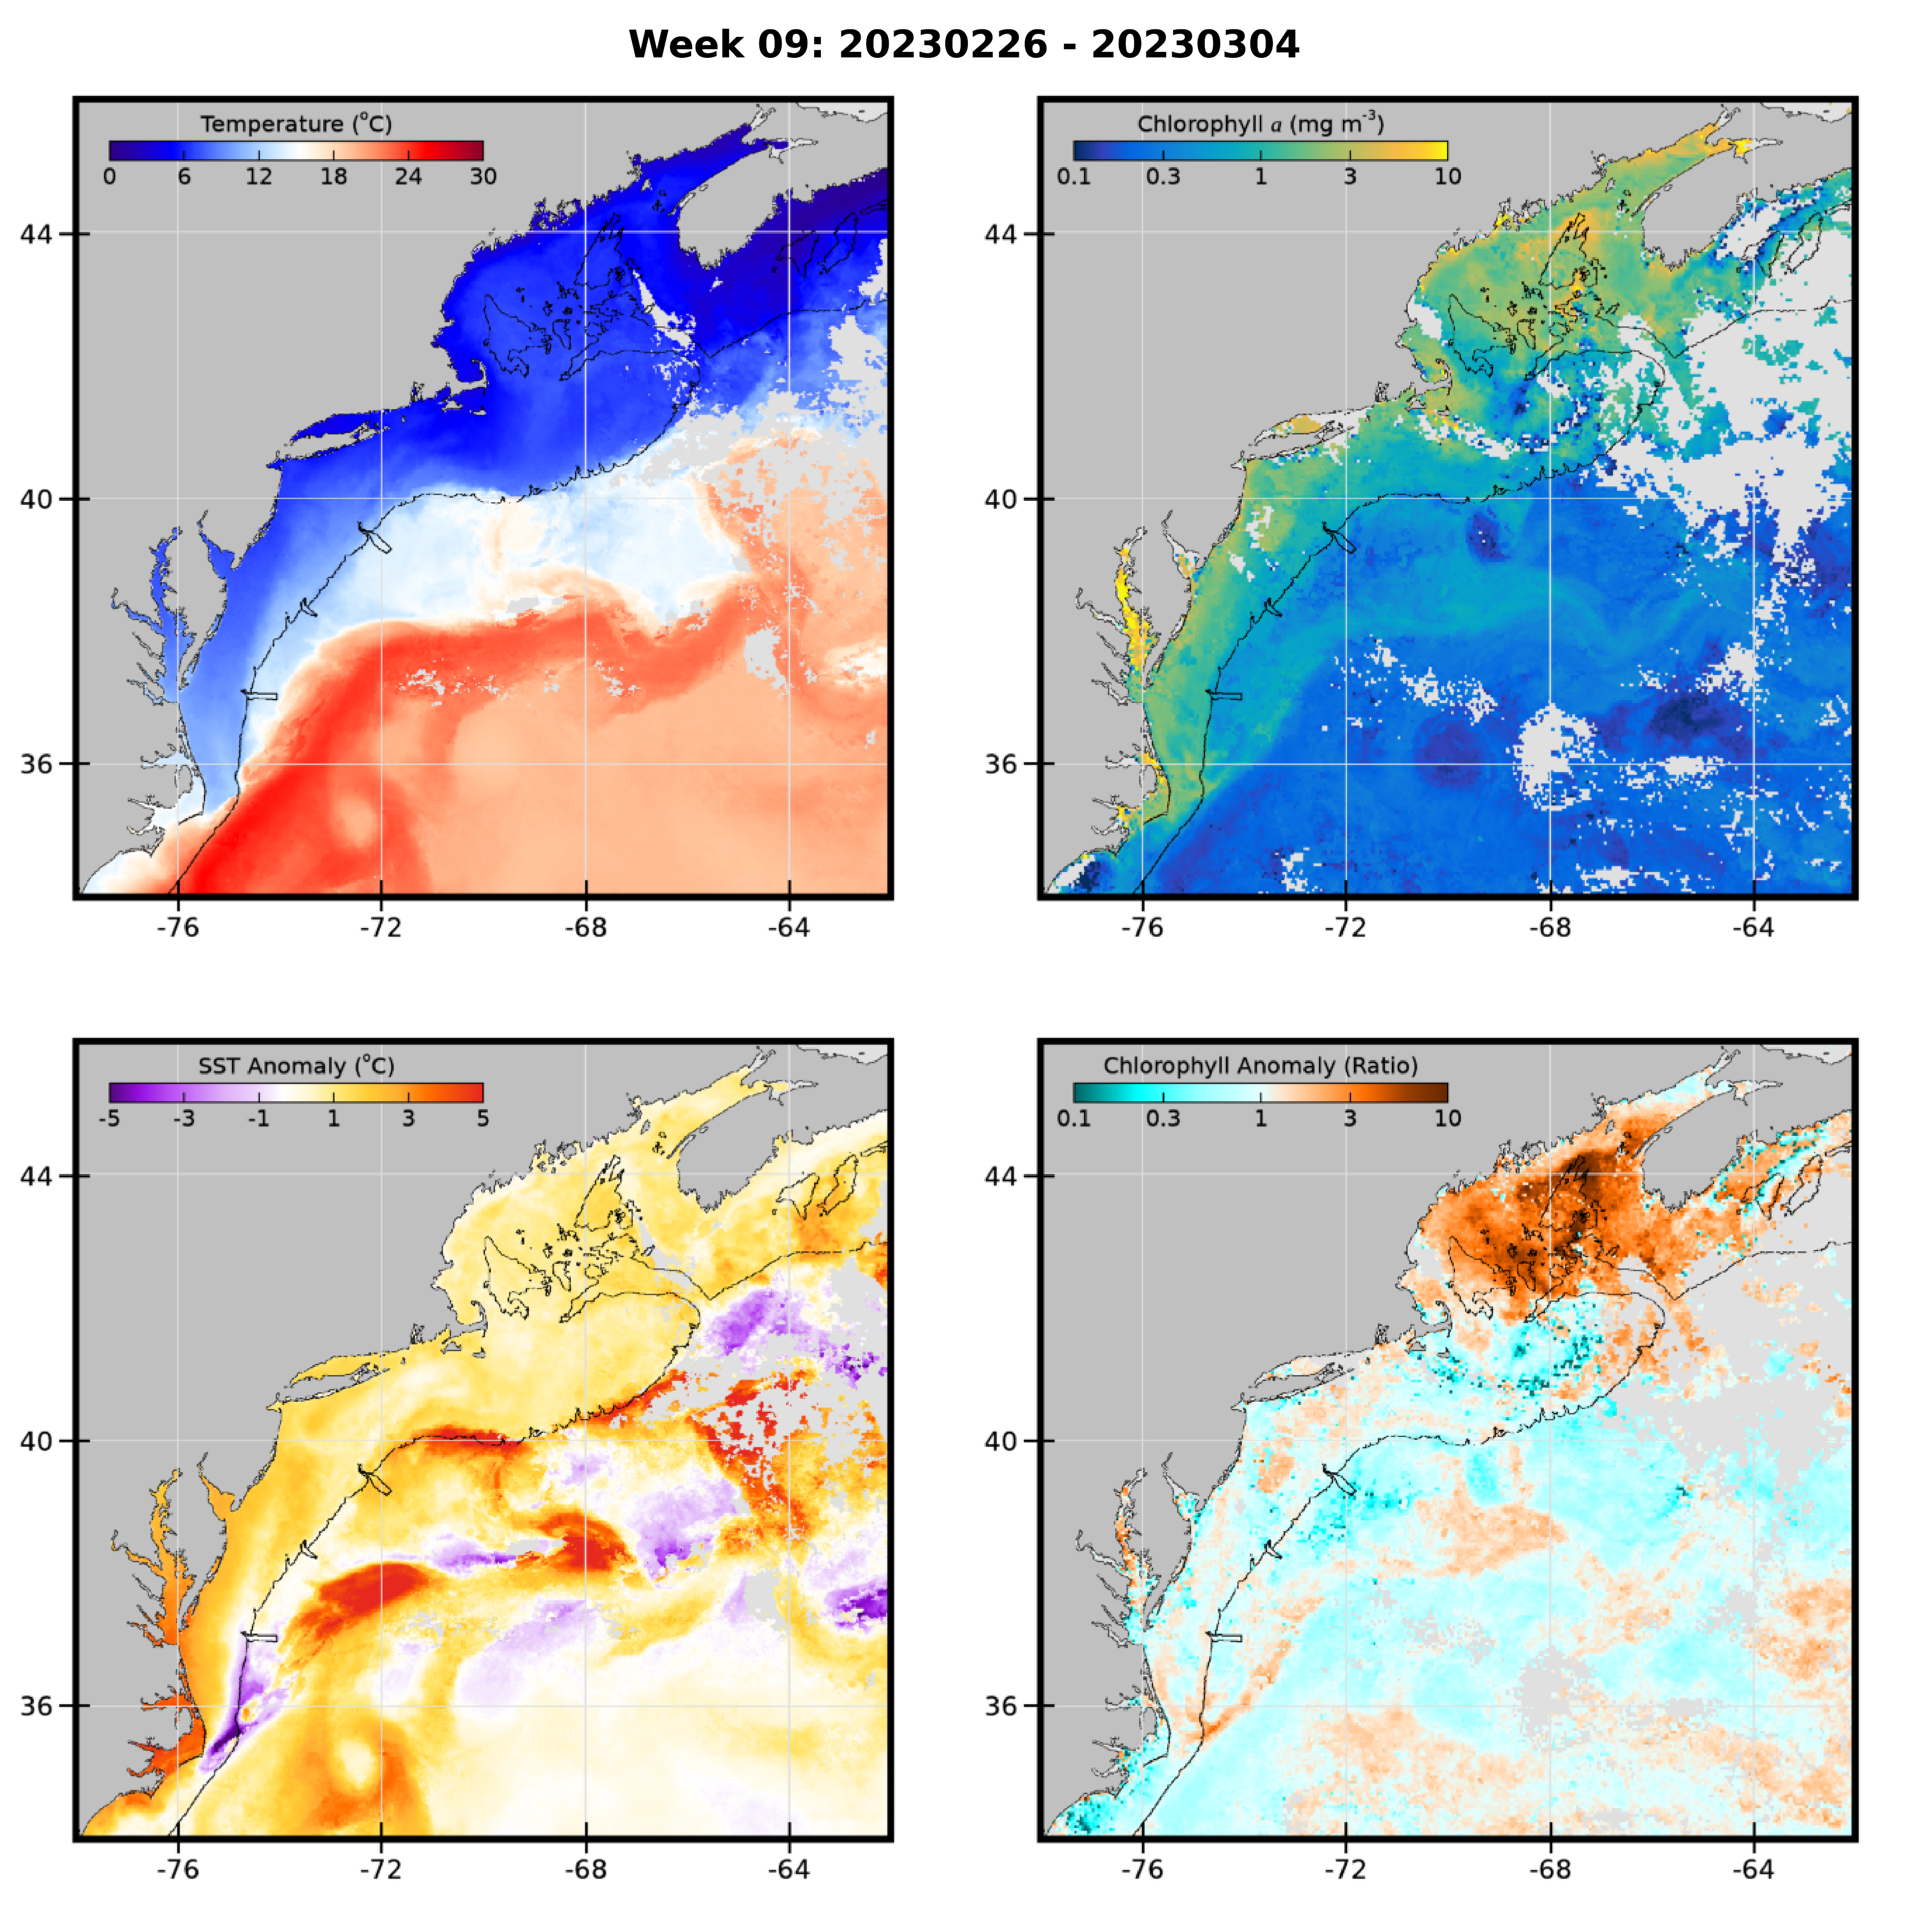 Week 09: 20230226 - 20230304
Temperature (°C)
0 6 12 18 24 30
44
40
36
-76 -72 -68 -64
Chlorophyll a (mg m⁻³)
0.1 0.3 1 3 10
44
40
36
-76 -72 -68 -64
SST Anomaly (°C)
-5 -3 -1 1 3 5
44
40
36
-76 -72 -68 -64
Chlorophyll Anomaly (Ratio)
0.1 0.3 1 3 10
44
40
36
-76 -72 -68 -64